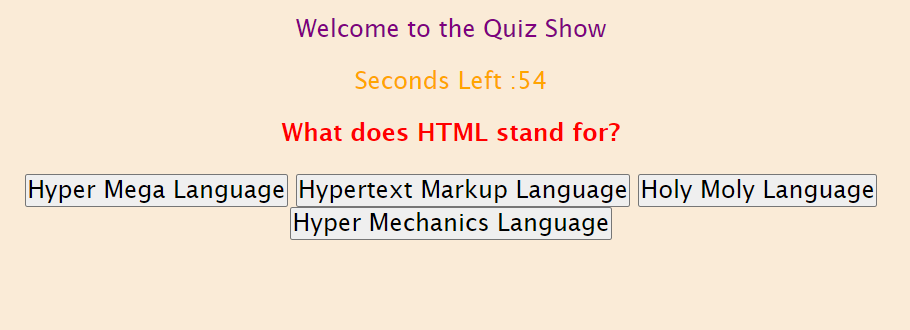 Welcome to the Quiz Show
Seconds Left :54
What does HTML stand for?
Hyper Mega Language Hypertext Markup Language Holy Moly Language
Hyper Mechanics Language